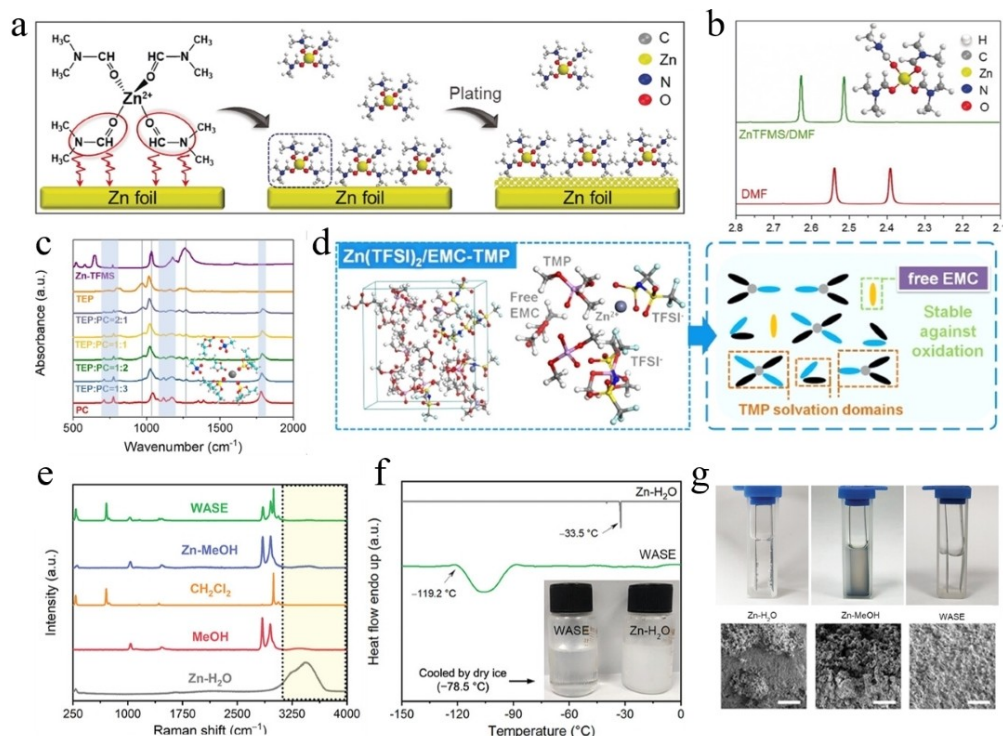 a
CH₃
H₃C
N—CH
O
Zn²⁺
Zn foil
Zn foil
Plating
Zn foil
C
Zn
N
O
b
H
C
Zn
N
O
ZnTFMS/DMF
DMF
2.8 2.7 2.6 2.5 2.4 2.3 2.2 2.1
c
Absorbance (a.u.)
Zn-TFMS
TEP
TEP:PC=2:1
TEP:PC=1:1
TEP:PC=1:2
TEP:PC=1:3
PC
500 1000 1500 2000
Wavenumber (cm⁻¹)
d
Zn(TFSI)₂/EMC-TMP
TMP
Free
EMC
Zn²⁺
TFSI⁻
TFSI⁻
free EMC
Stable
against
oxidation
TMP solvation domains
e
Intensity (a.u.)
WASE
Zn-MeOH
CH₂Cl₂
MeOH
Zn-H₂O
250 1000 1750 2500 3250 4000
Raman shift (cm⁻¹)
f
Heat flow endo up (a.u.)
Zn-H₂O
−33.5 °C
WASE
−119.2 °C
WASE
Zn-H₂O
Cooled by dry ice
(−78.5 °C)
-150 -120 -90 -60 -30 0
Temperature (°C)
g
Zn-H₂O Zn-MeOH WASE